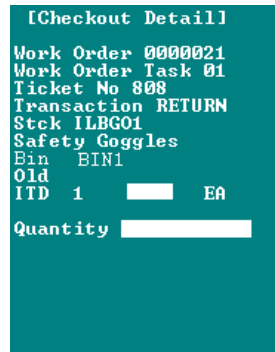 [Checkout Detail]
Work Order 0000021
Work Order Task 01
Ticket No 808
Transaction RETURN
Stck ILBGO1
Safety Goggles
Bin BIN1
Old
ITD 1 EA
Quantity